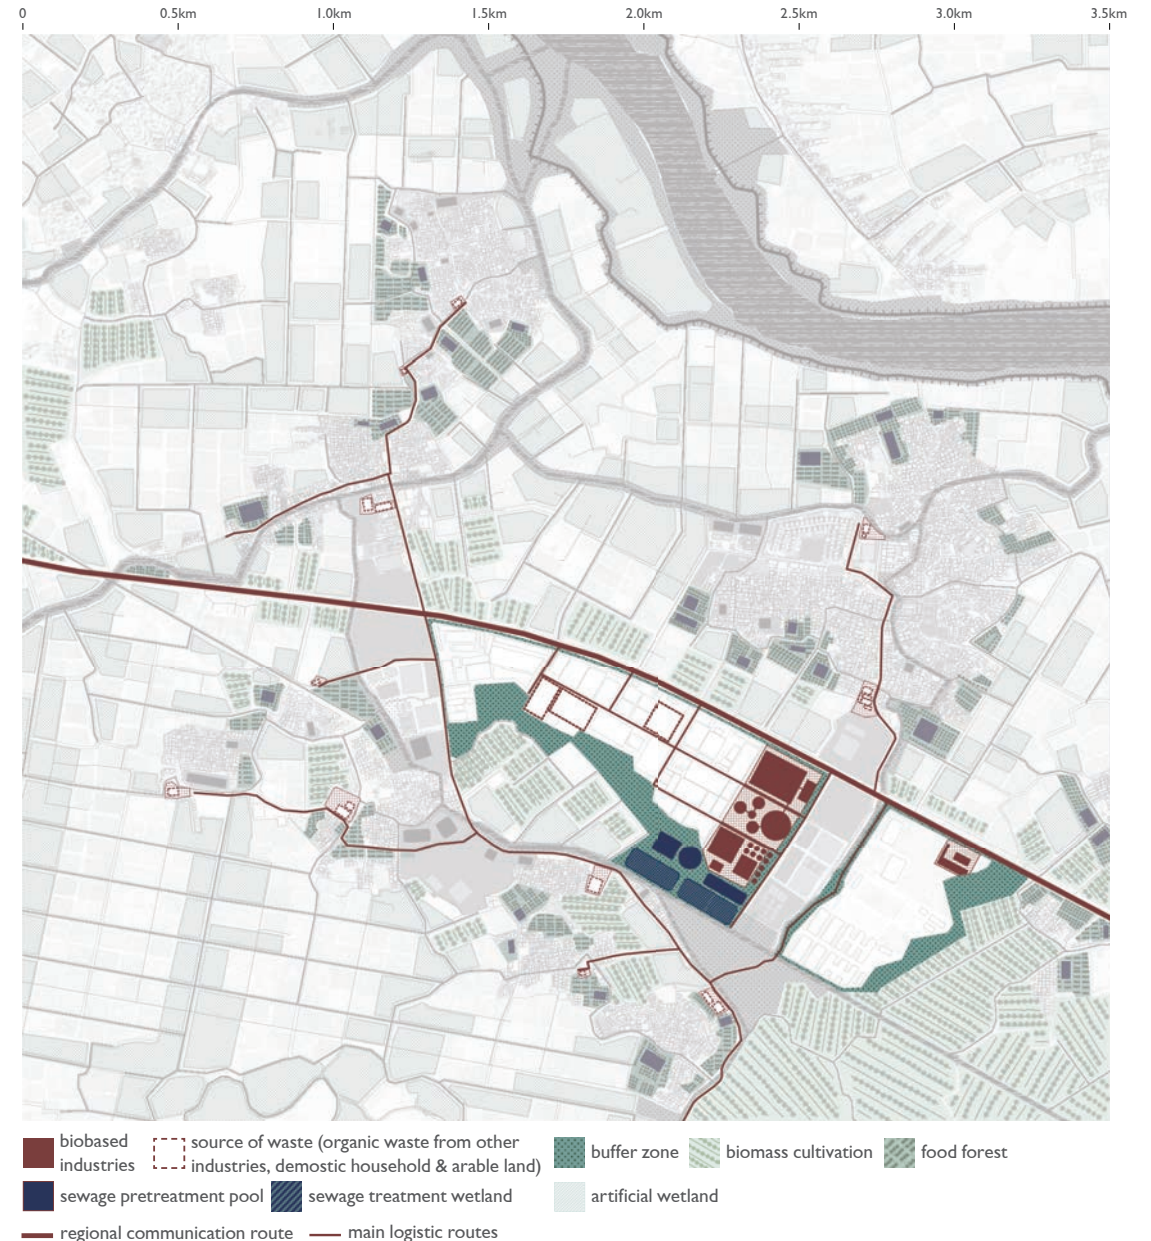 0 0.5km 1.0km 1.5km 2.0km 2.5km 3.0km 3.5km
biobased
industries
source of waste (organic waste from other
industries, demostic household & arable land)
buffer zone
biomass cultivation
food forest
sewage pretreatment pool
sewage treatment wetland
artificial wetland
regional communication route
main logistic routes